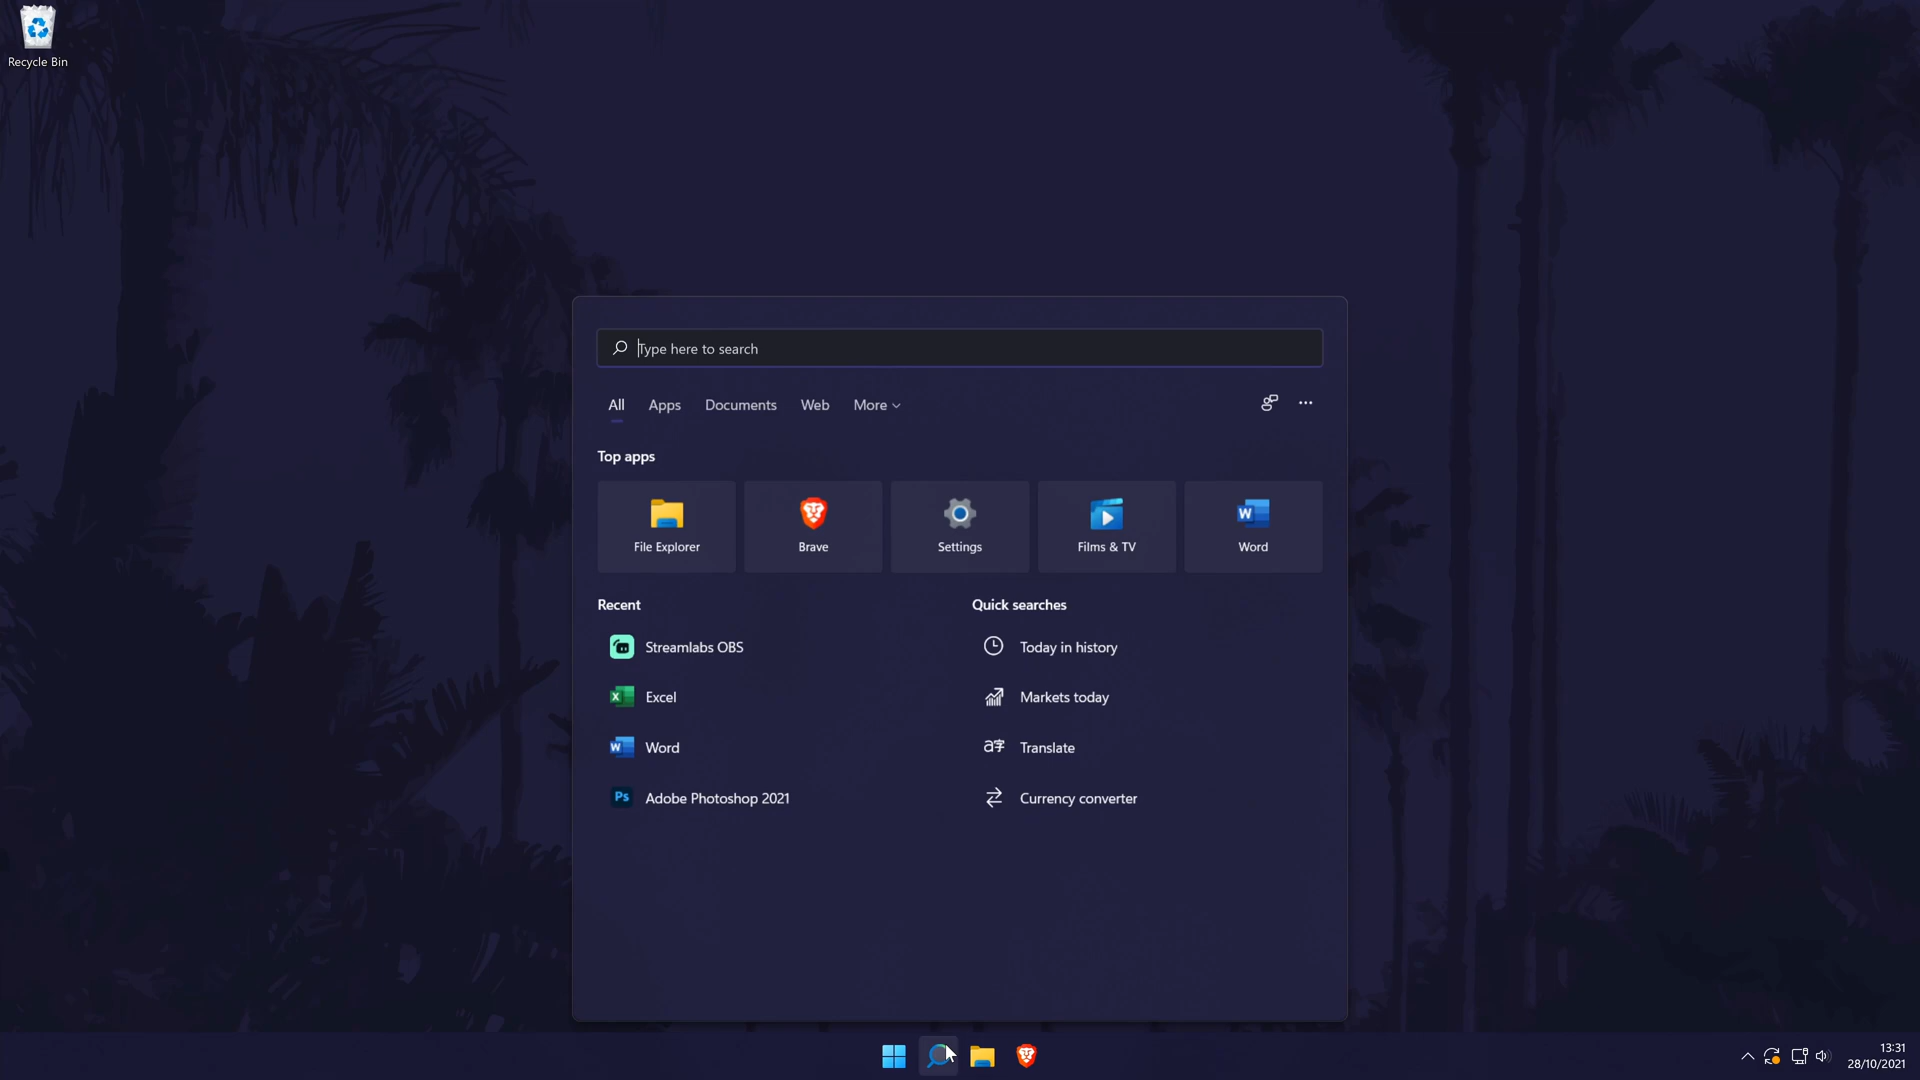 Recycle Bin
Type here to search
All Apps Documents Web More
Top apps
File Explorer Brave Settings Films & TV Word
Recent Quick searches
Streamlabs OBS Today in history
Excel Markets today
Word Translate
Adobe Photoshop 2021 Currency converter
13:31
28/10/2021